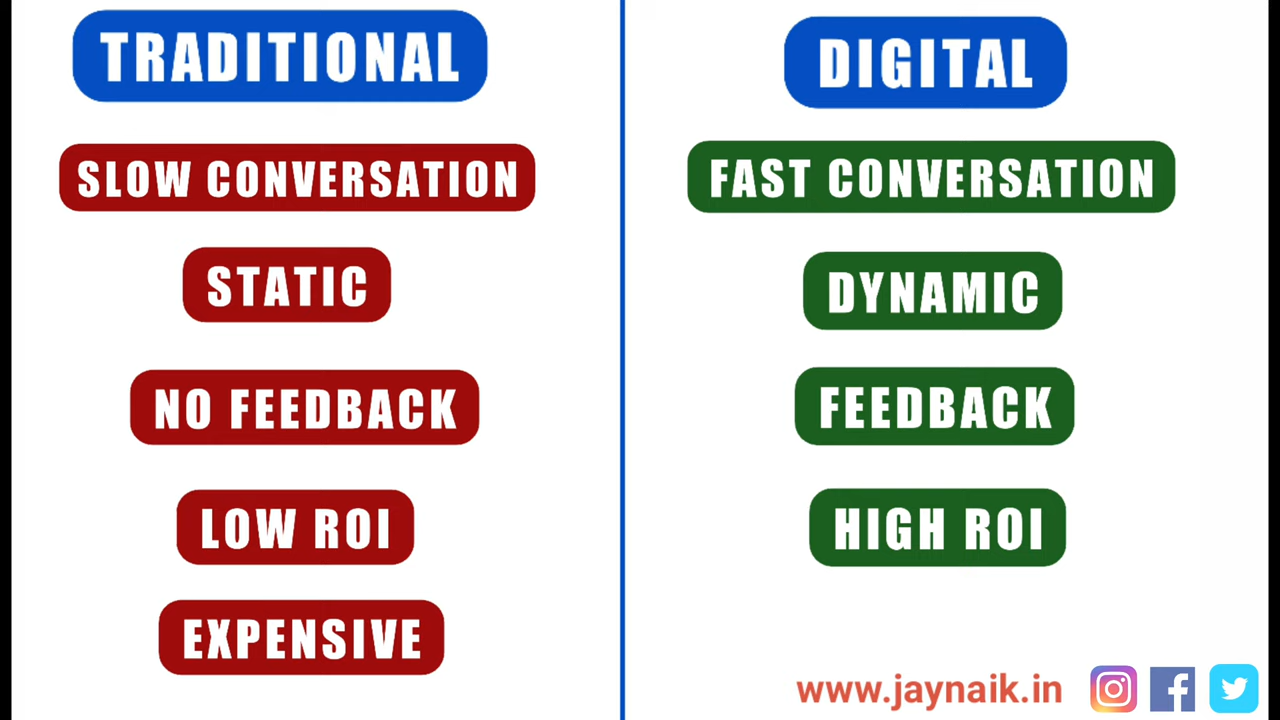 TRADITIONAL
SLOW CONVERSATION
STATIC
NO FEEDBACK
LOW ROI
EXPENSIVE
DIGITAL
FAST CONVERSATION
DYNAMIC
FEEDBACK
HIGH ROI
www.jaynaik.in